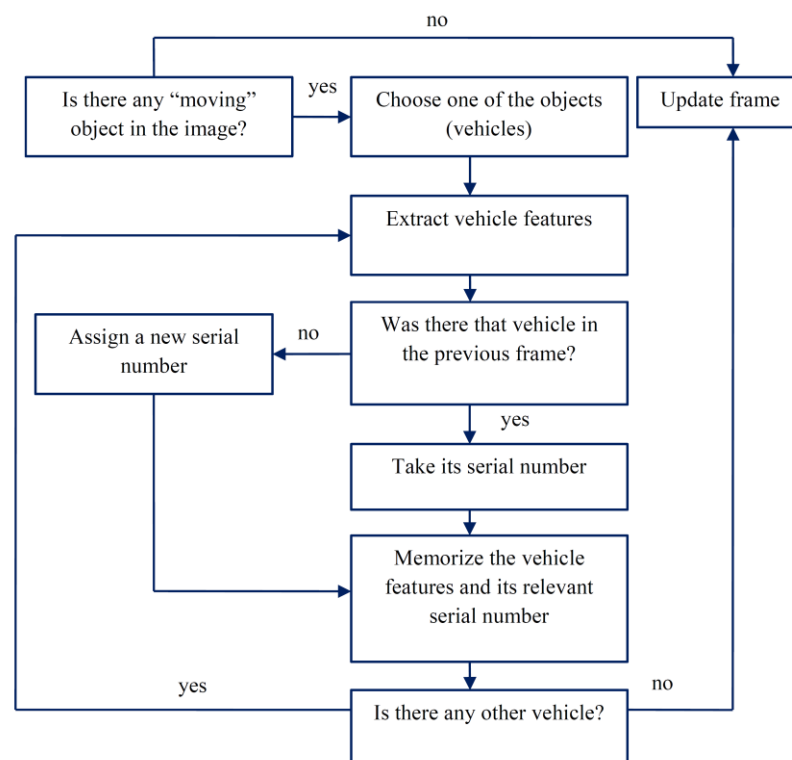 no
Is there any “moving”
object in the image?
yes
Choose one of the objects
(vehicles)
Update frame
Extract vehicle features
Was there that vehicle in
the previous frame?
no
Assign a new serial
number
yes
Take its serial number
Memorize the vehicle
features and its relevant
serial number
yes
Is there any other vehicle?
no